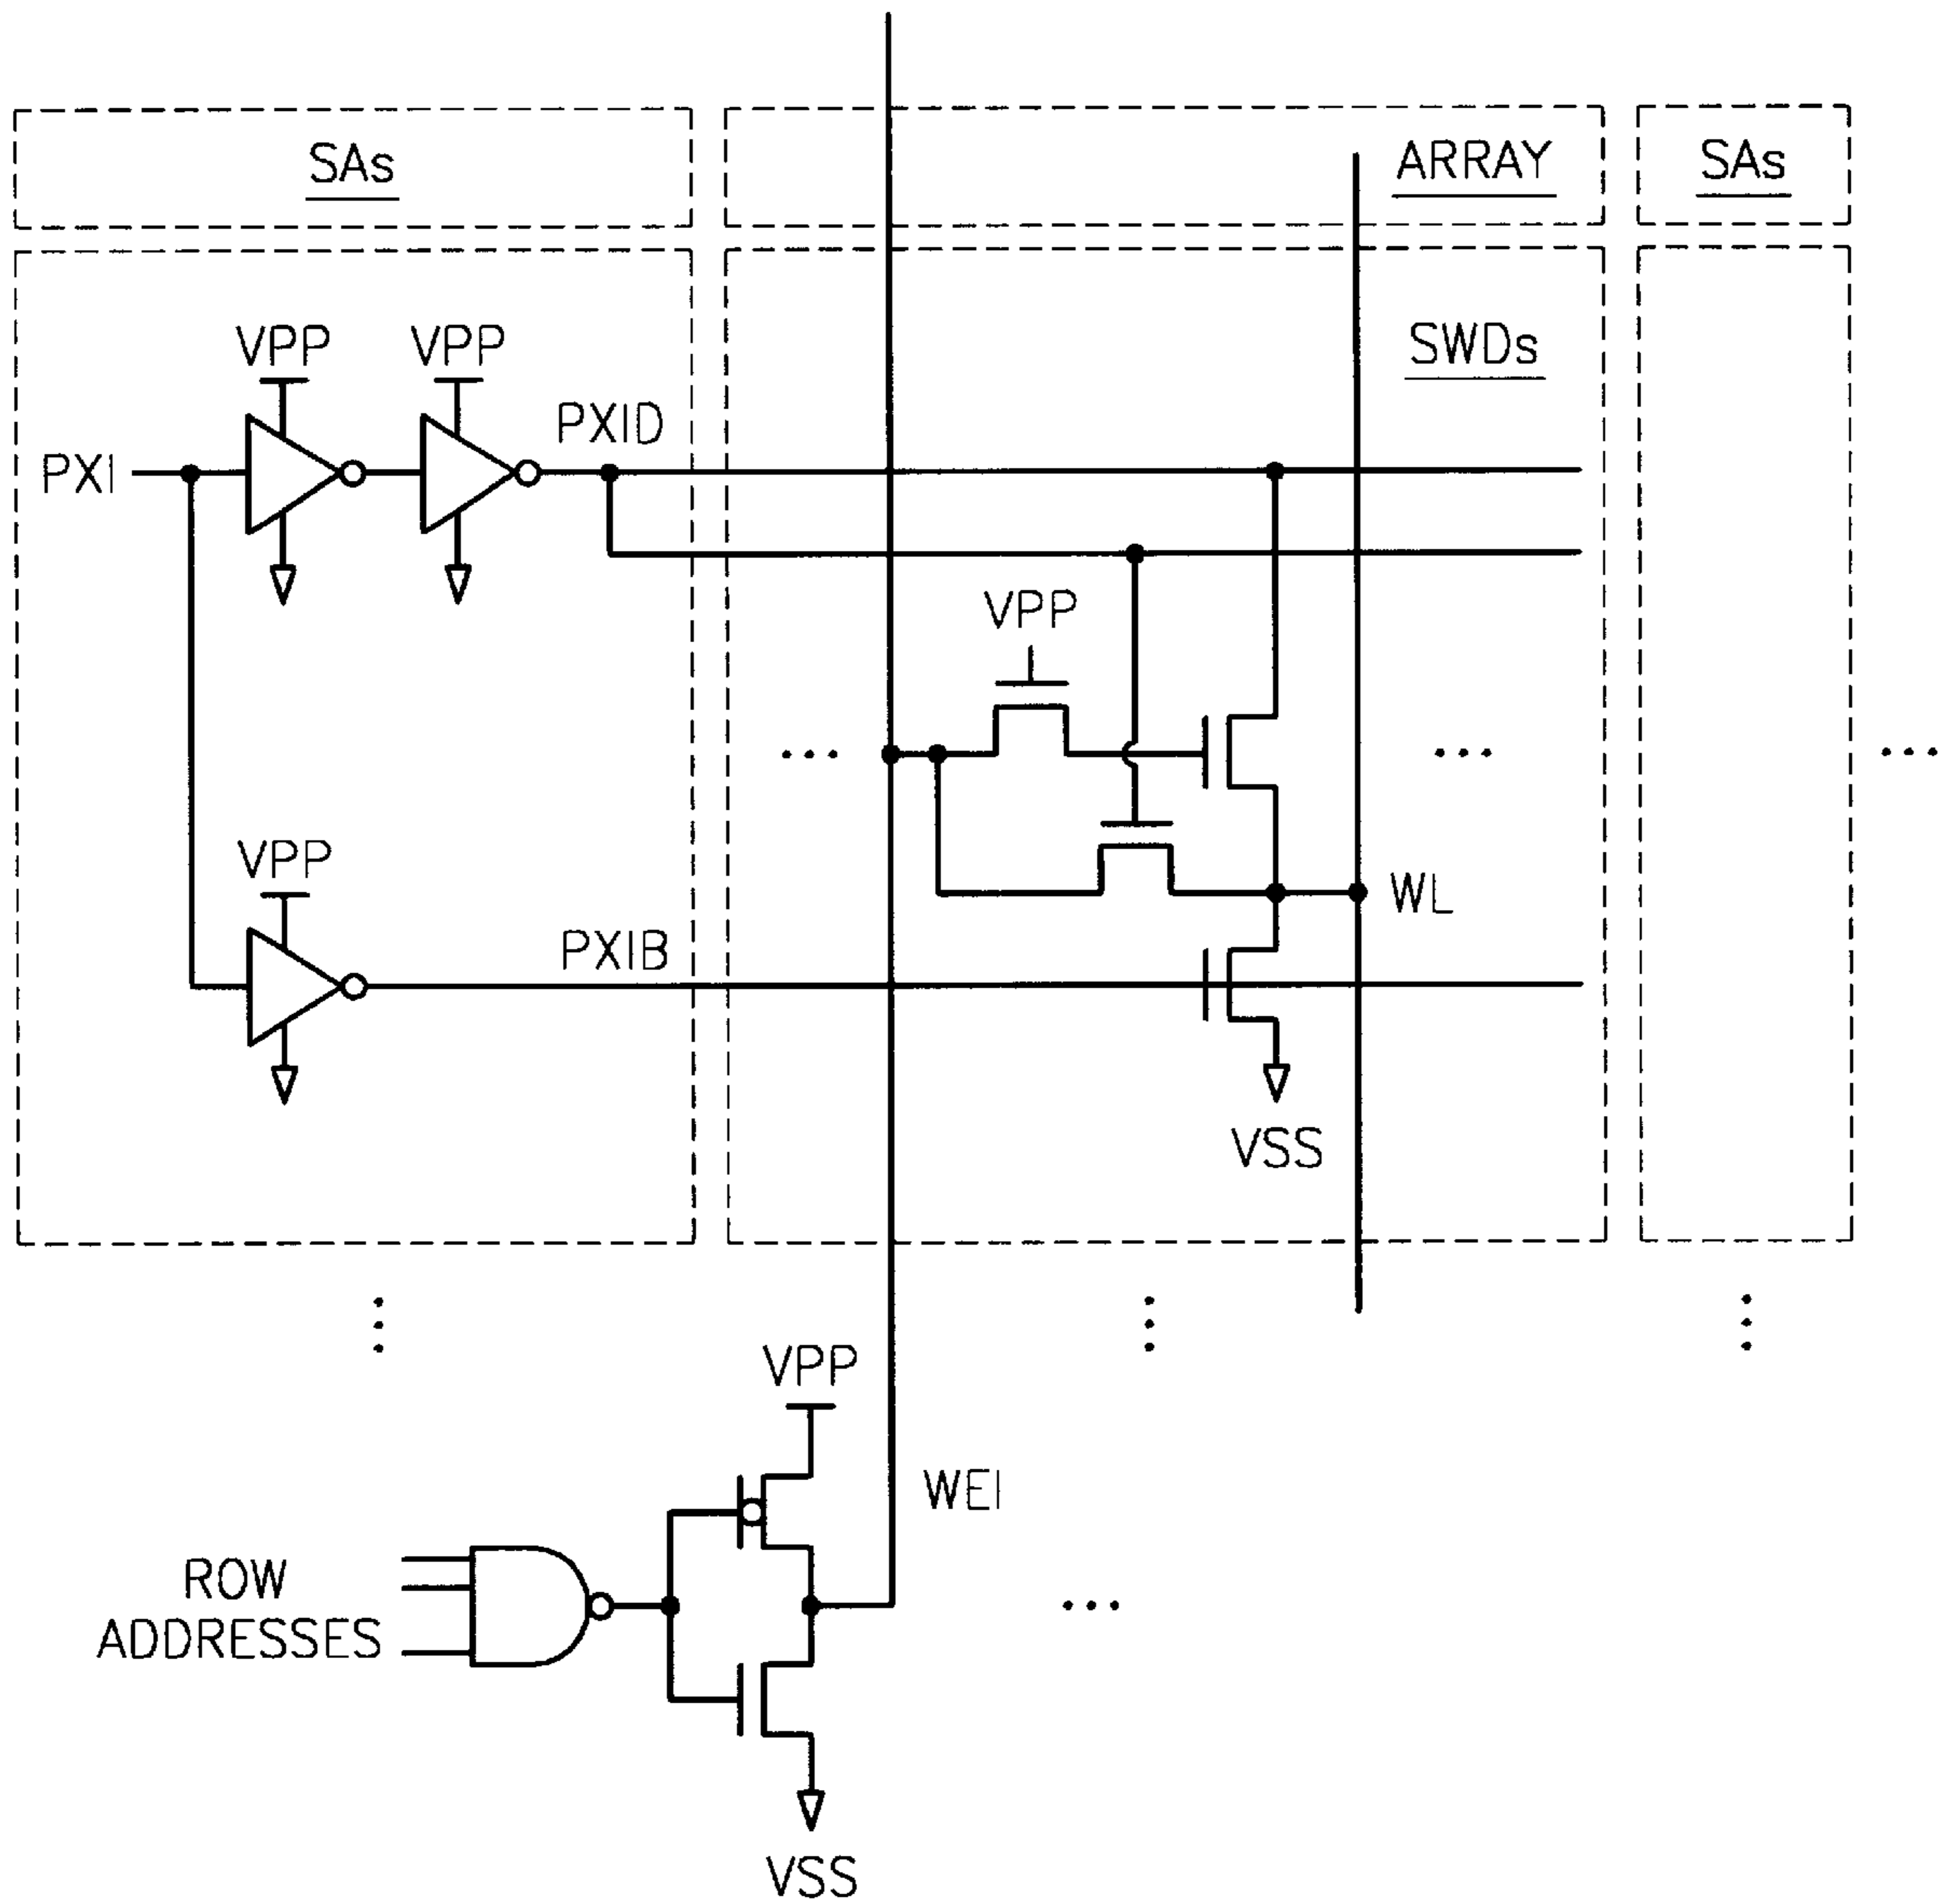 SAs
ARRAY
SAs
SWDs
VPP
VPP
PXID
PXI
VPP
VPP
WL
PXIB
VSS
VPP
WEI
ROW
ADDRESSES
VSS